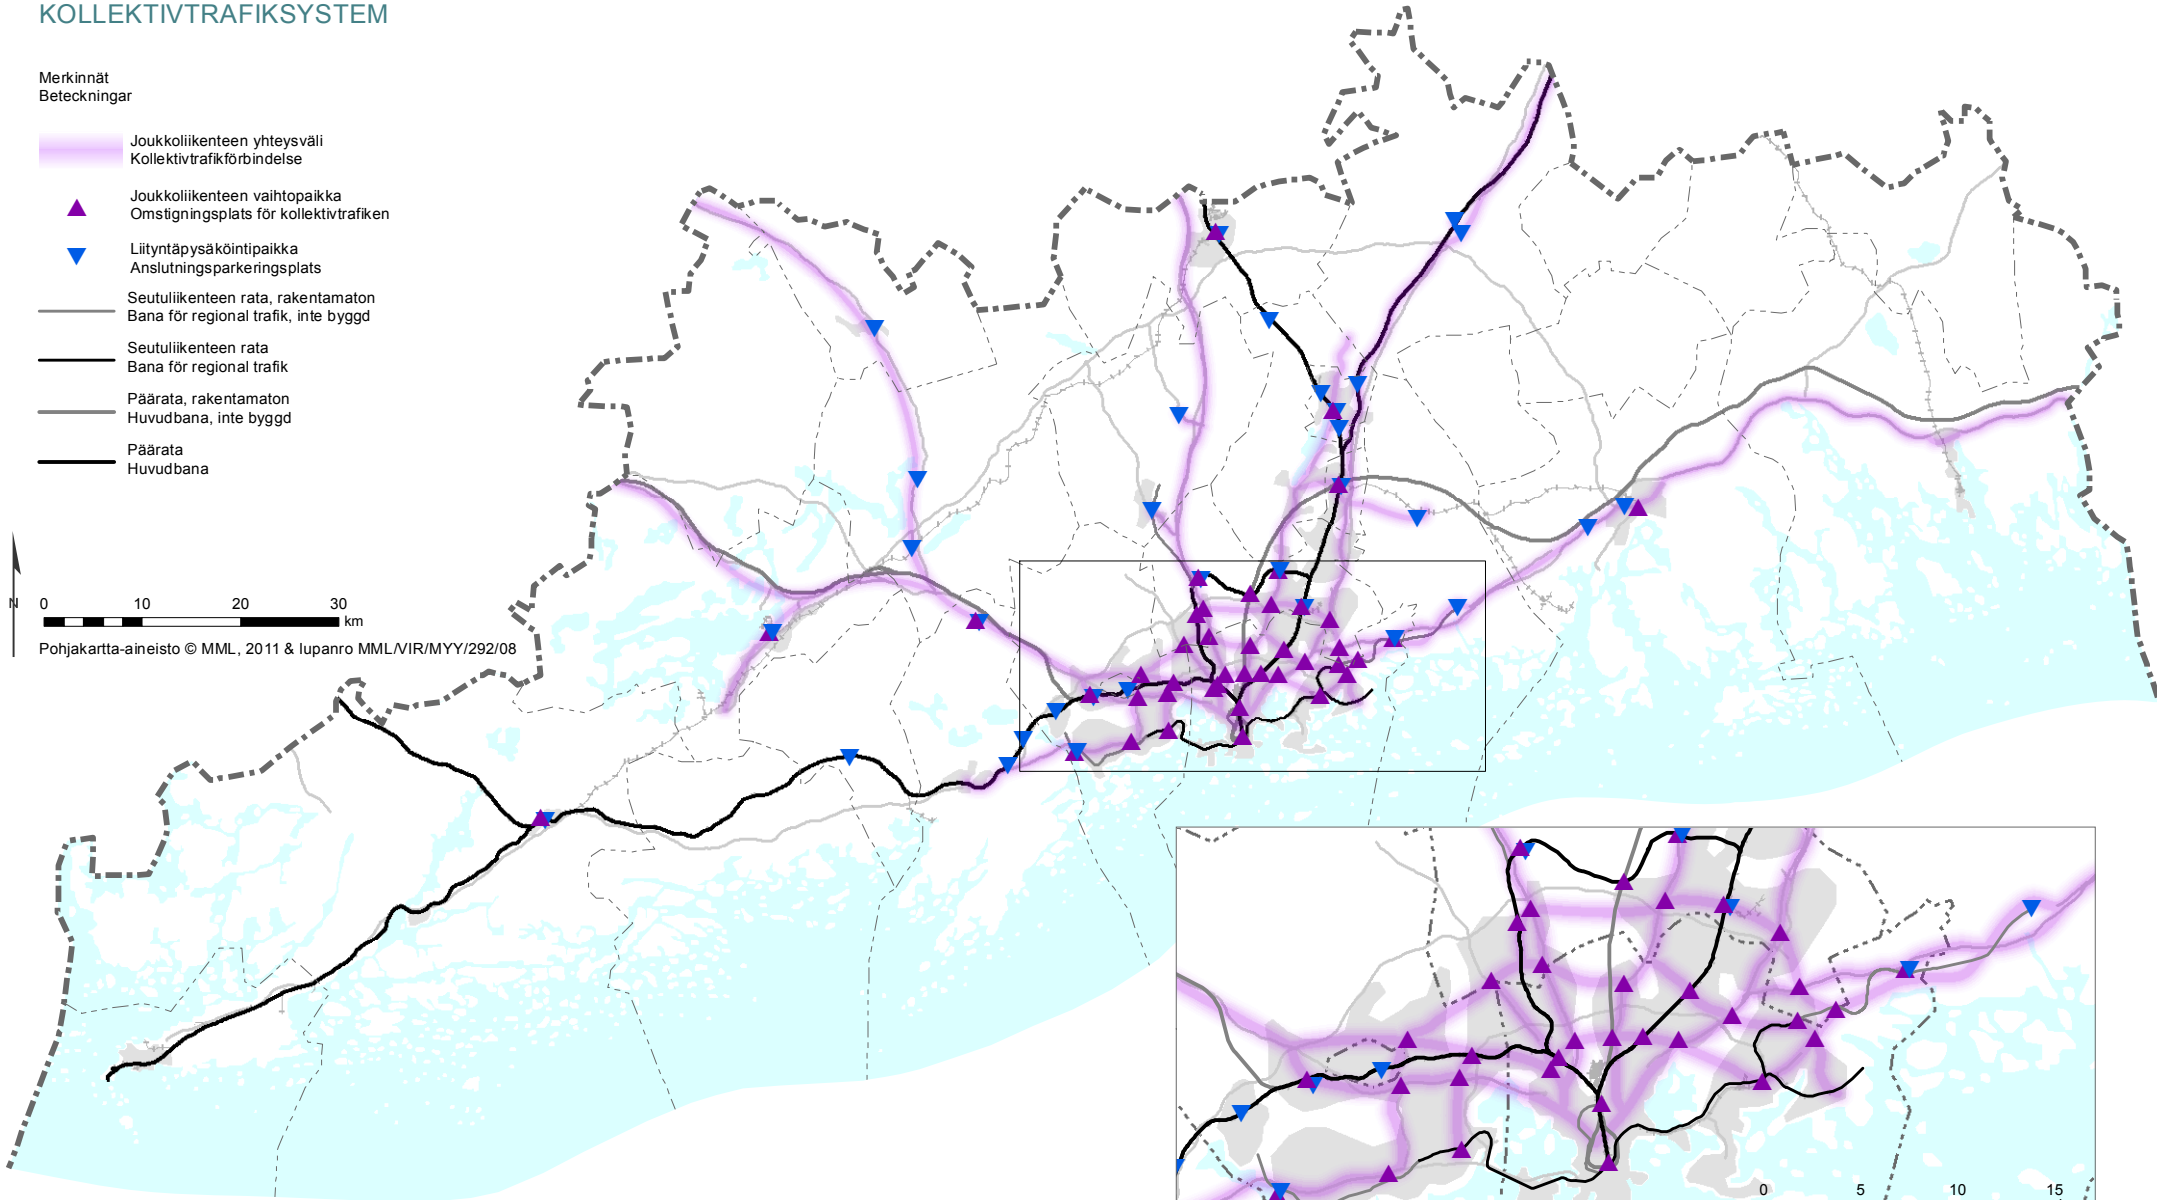 KOLLEKTIVTRAFIKSYSTEM
Merkinnät
Beteckningar
Joukkoliikenteen yhteysväli
Kollektivtrafikförbindelse
Joukkoliikenteen vaihtopaikka
Omstigningsplats för kollektivtrafiken
Liityntäpysäköintipaikka
Anslutningsparkeringsplats
Seutuliikenteen rata, rakentamaton
Bana för regional trafik, inte byggd
Seutuliikenteen rata
Bana för regional trafik
Päärata, rakentamaton
Huvudbana, inte byggd
Päärata
Huvudbana
N
0 10 20 30
km
Pohjakartta-aineisto © MML, 2011 & lupanro MML/VIR/MYY/292/08
0 5 10 15